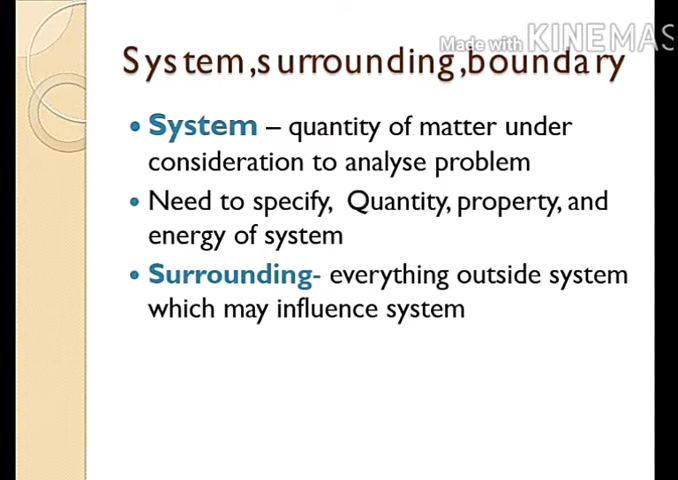 Made with KINEMAS
System,surrounding,boundary
• System – quantity of matter under
consideration to analyse problem
• Need to specify, Quantity, property, and
energy of system
• Surrounding- everything outside system
which may influence system